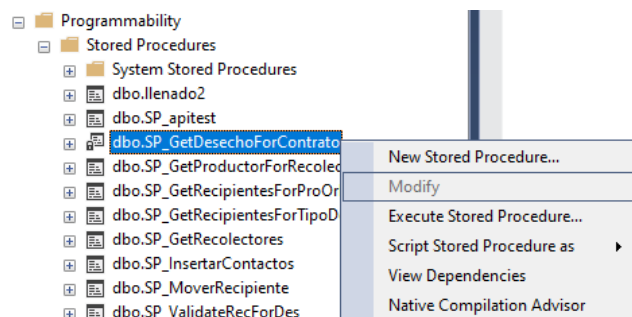 Programmability
Stored Procedures
System Stored Procedures
dbo.llenado2
dbo.SP_apitest
dbo.SP_GetDesechoForContrato
dbo.SP_GetProductorForRecolec
dbo.SP_GetRecipientesForProOr
dbo.SP_GetRecipientesForTipoD
dbo.SP_GetRecolectores
dbo.SP_InsertarContactos
dbo.SP_MoverRecipiente
dbo.SP_ValidateRecForDes
New Stored Procedure...
Modify
Execute Stored Procedure...
Script Stored Procedure as
View Dependencies
Native Compilation Advisor